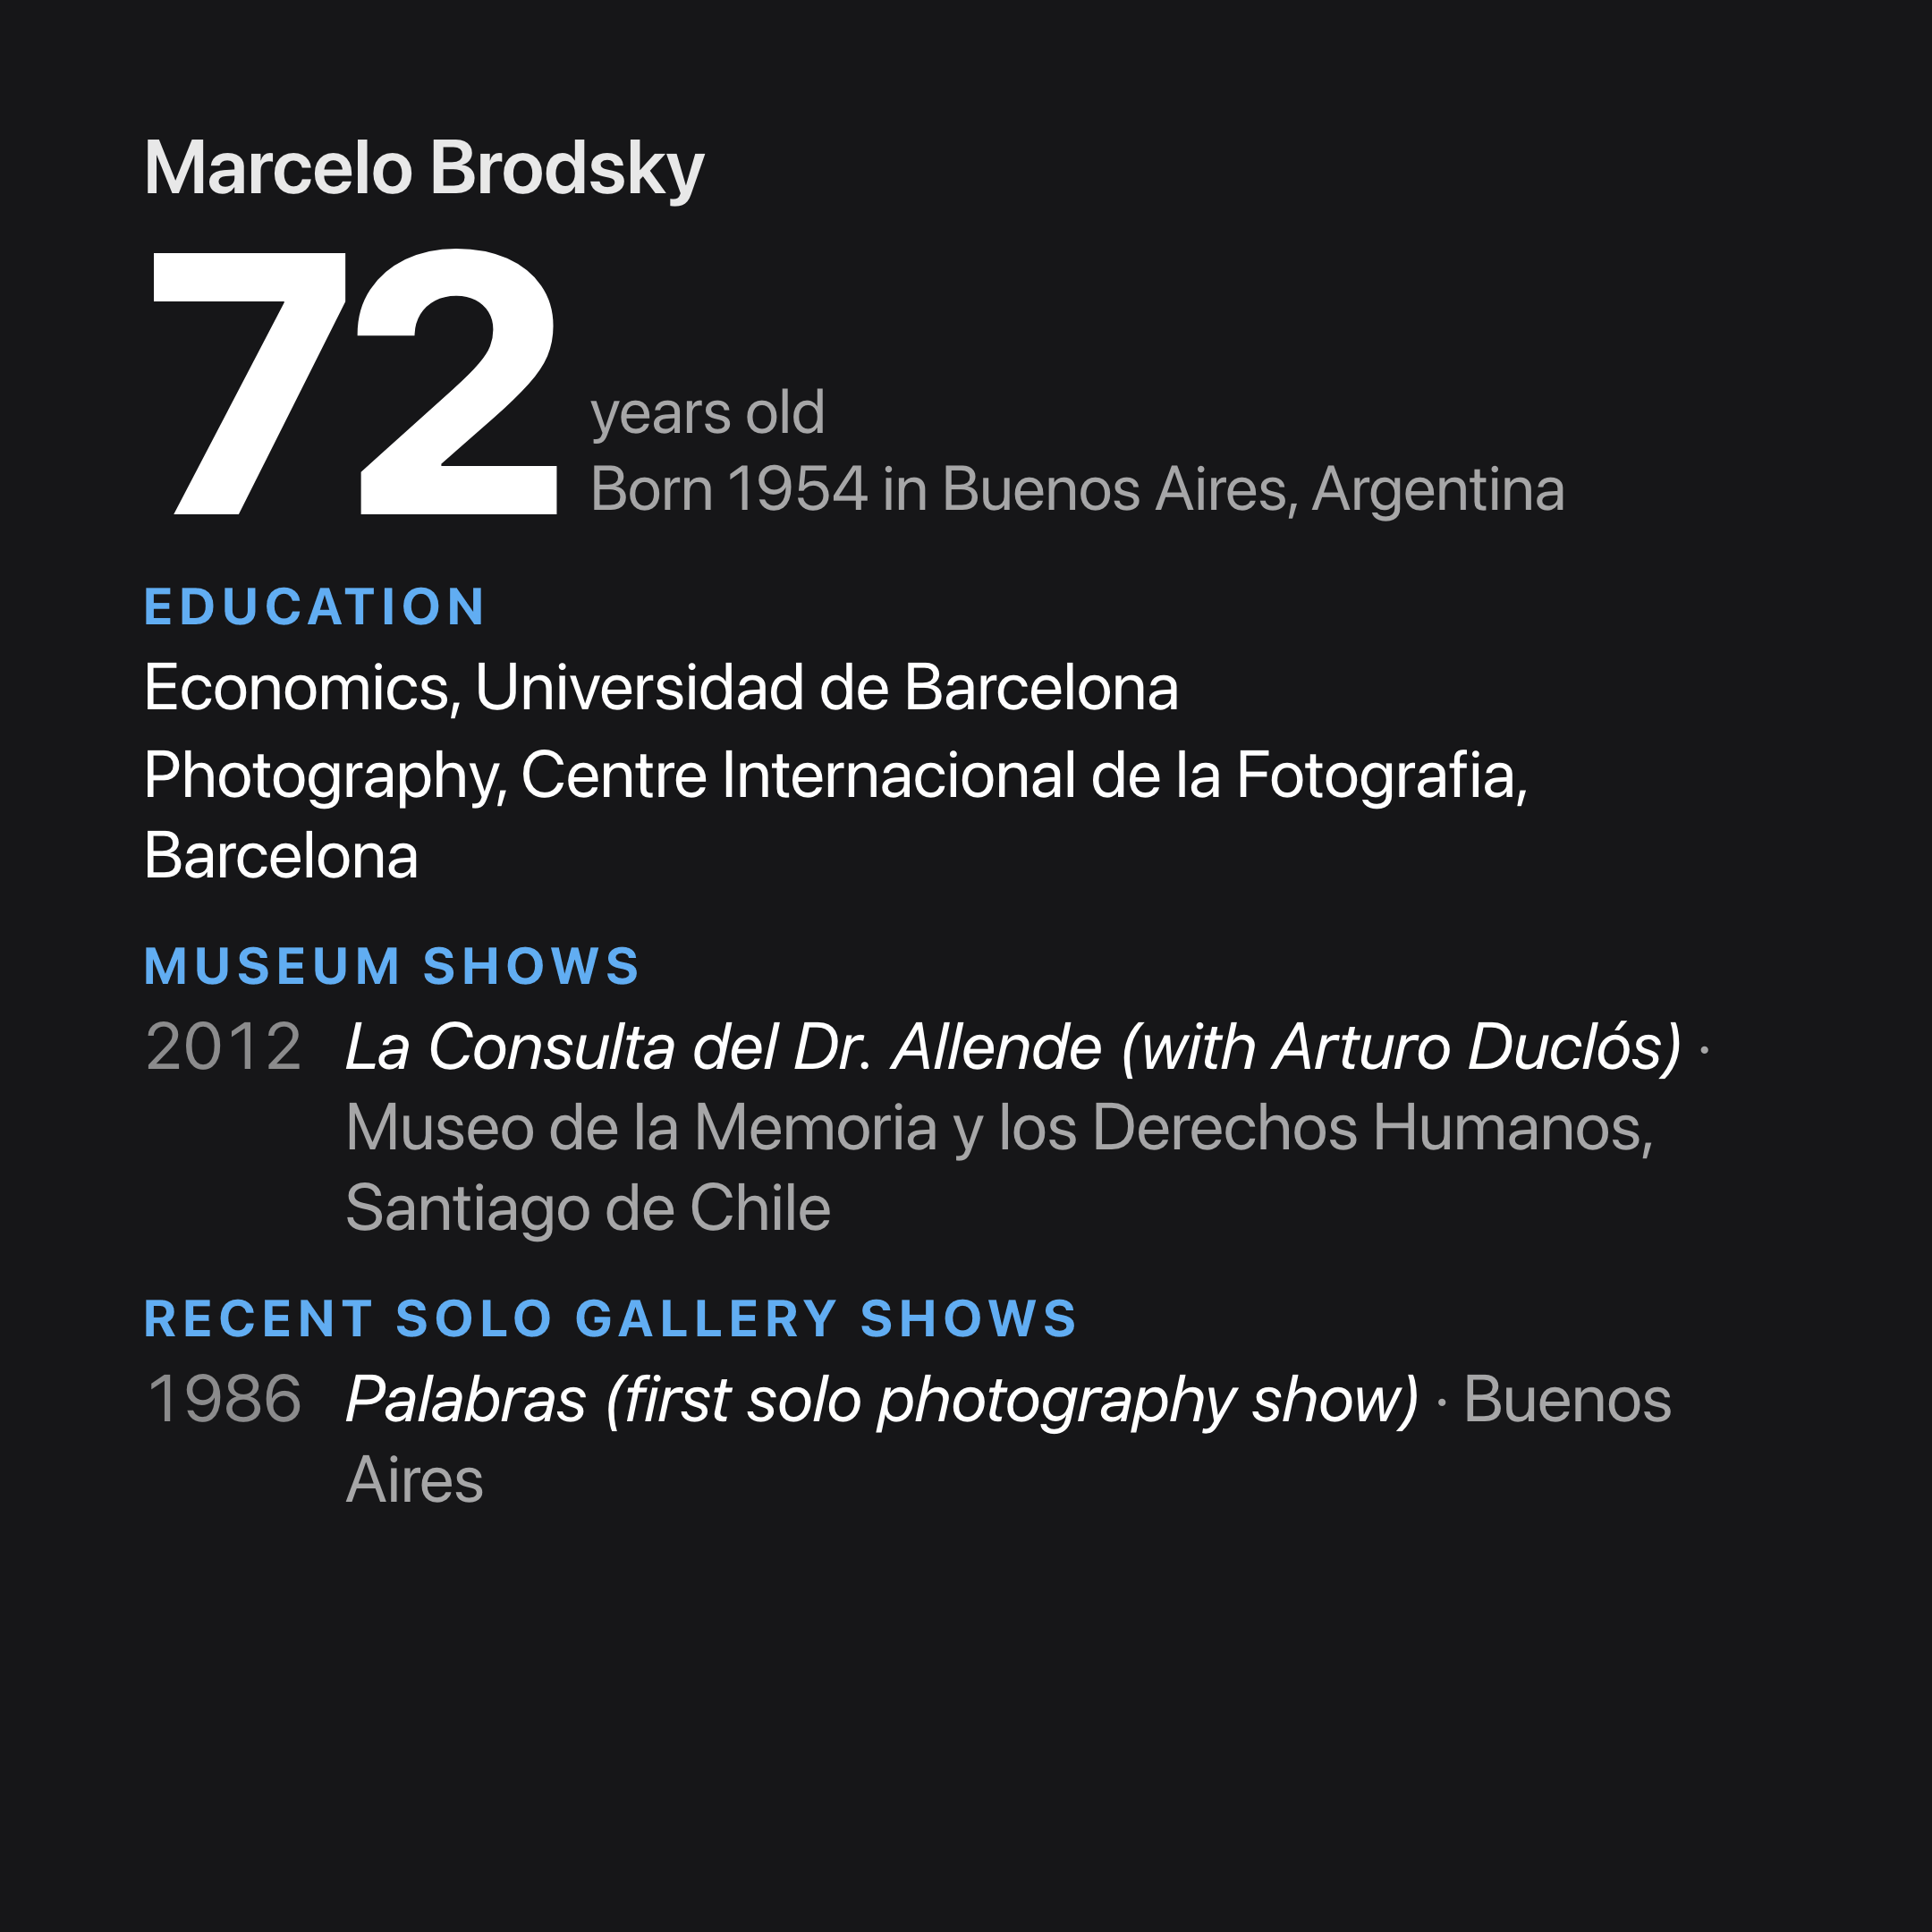 Marcelo Brodsky
72
years old
Born 1954 in Buenos Aires, Argentina
EDUCATION
Economics, Universidad de Barcelona
Photography, Centre Internacional de la Fotografia,
Barcelona
MUSEUM SHOWS
2012 La Consulta del Dr. Allende (with Arturo Duclós) ·
Museo de la Memoria y los Derechos Humanos,
Santiago de Chile
RECENT SOLO GALLERY SHOWS
1986 Palabras (first solo photography show) · Buenos
Aires